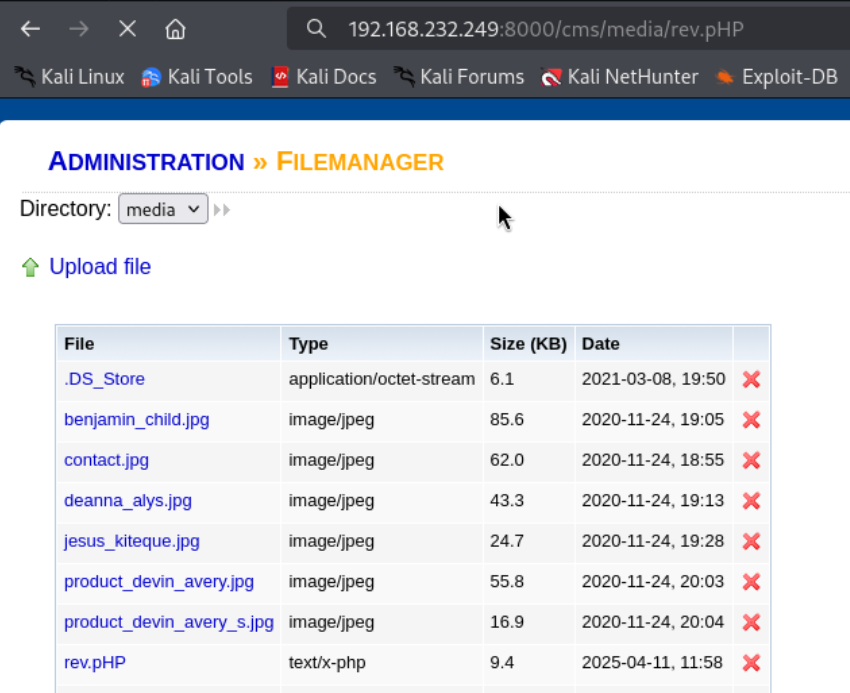 192.168.232.249:8000/cms/media/rev.pHP
Kali Linux Kali Tools Kali Docs Kali Forums Kali NetHunter Exploit-DB
ADMINISTRATION » FILEMANAGER
Directory: media
Upload file
File Type Size (KB) Date
.DS_Store application/octet-stream 6.1 2021-03-08, 19:50
benjamin_child.jpg image/jpeg 85.6 2020-11-24, 19:05
contact.jpg image/jpeg 62.0 2020-11-24, 18:55
deanna_alys.jpg image/jpeg 43.3 2020-11-24, 19:13
jesus_kiteque.jpg image/jpeg 24.7 2020-11-24, 19:28
product_devin_avery.jpg image/jpeg 55.8 2020-11-24, 20:03
product_devin_avery_s.jpg image/jpeg 16.9 2020-11-24, 20:04
rev.pHP text/x-php 9.4 2025-04-11, 11:58